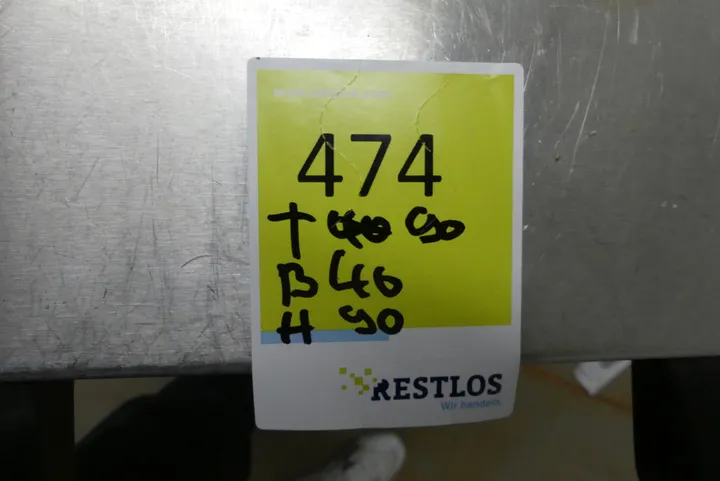 474
T 90
B 40
H 90
RESTLOS
Wir handeln.